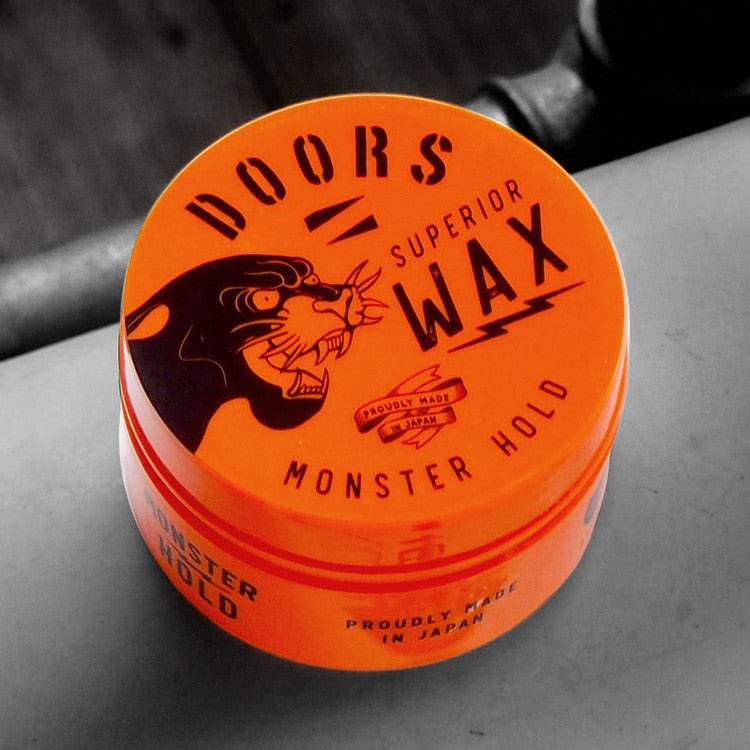 DOORS
SUPERIOR
WAX
PROUDLY MADE
IN JAPAN
MONSTER HOLD
MONSTER
HOLD
PROUDLY MADE
IN JAPAN